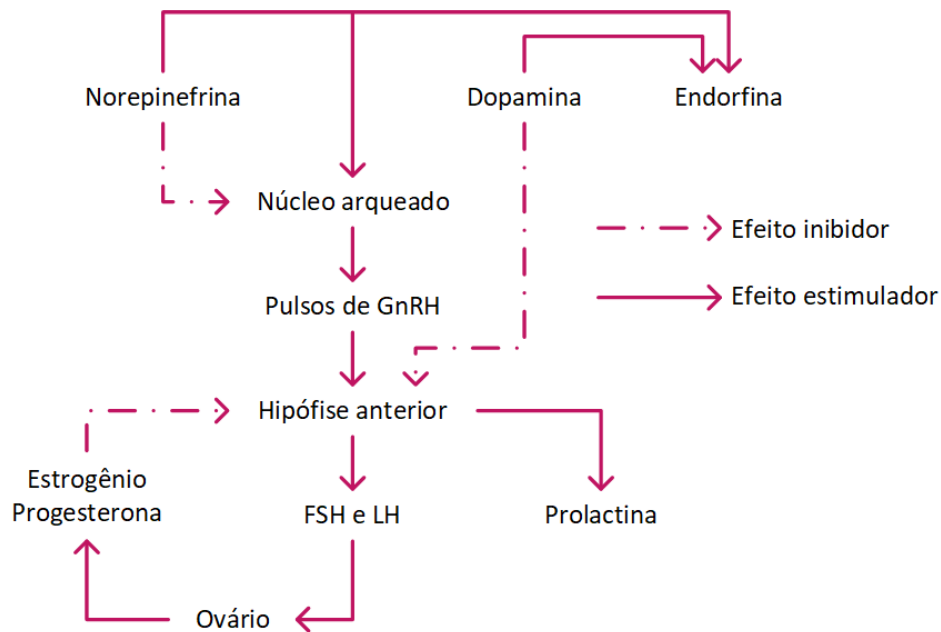 Norepinefrina
Dopamina
Endorfina
Núcleo arqueado
Efeito inibidor
Pulsos de GnRH
Efeito estimulador
Hipófise anterior
Estrogênio
Progesterona
FSH e LH
Prolactina
Ovário